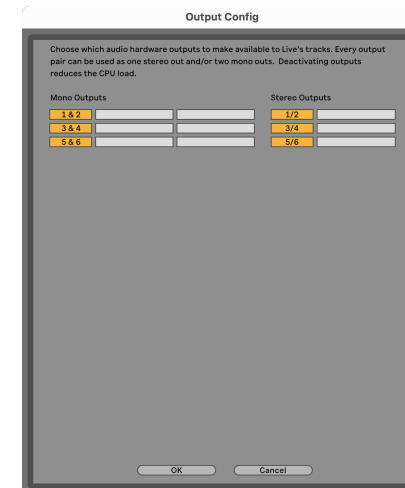 Output Config
Choose which audio hardware outputs to make available to Live's tracks. Every output
pair can be used as one stereo out and/or two mono outs. Deactivating outputs
reduces the CPU load.
Mono Outputs Stereo Outputs
1 & 2 1/2
3 & 4 3/4
5 & 6 5/6
OK Cancel